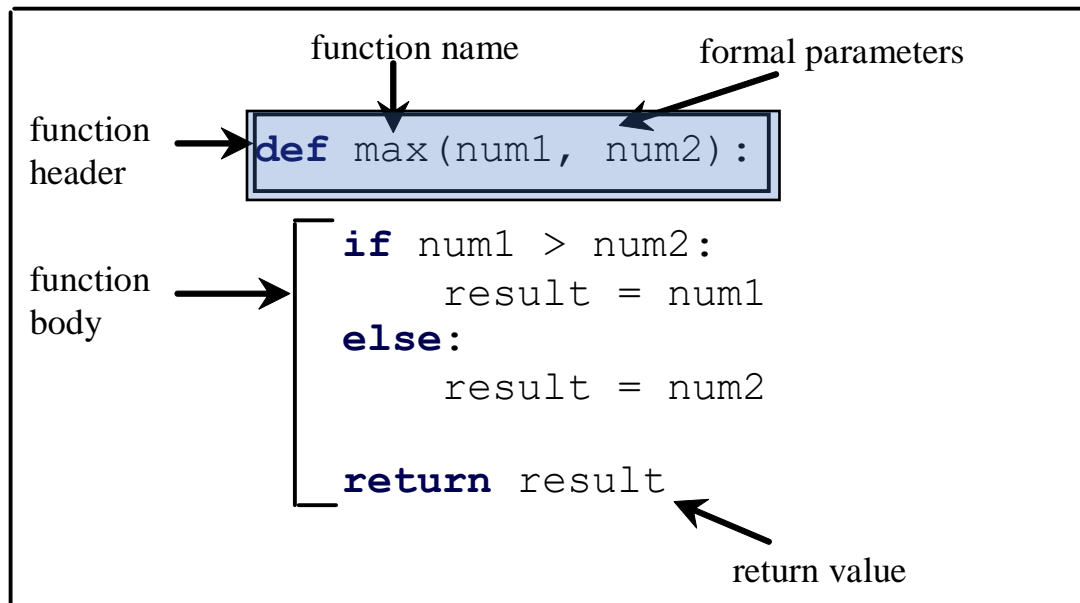 function name
formal parameters
function
header
def max(num1, num2):
if num1 > num2:
result = num1
function
body
else:
result = num2
return result
return value